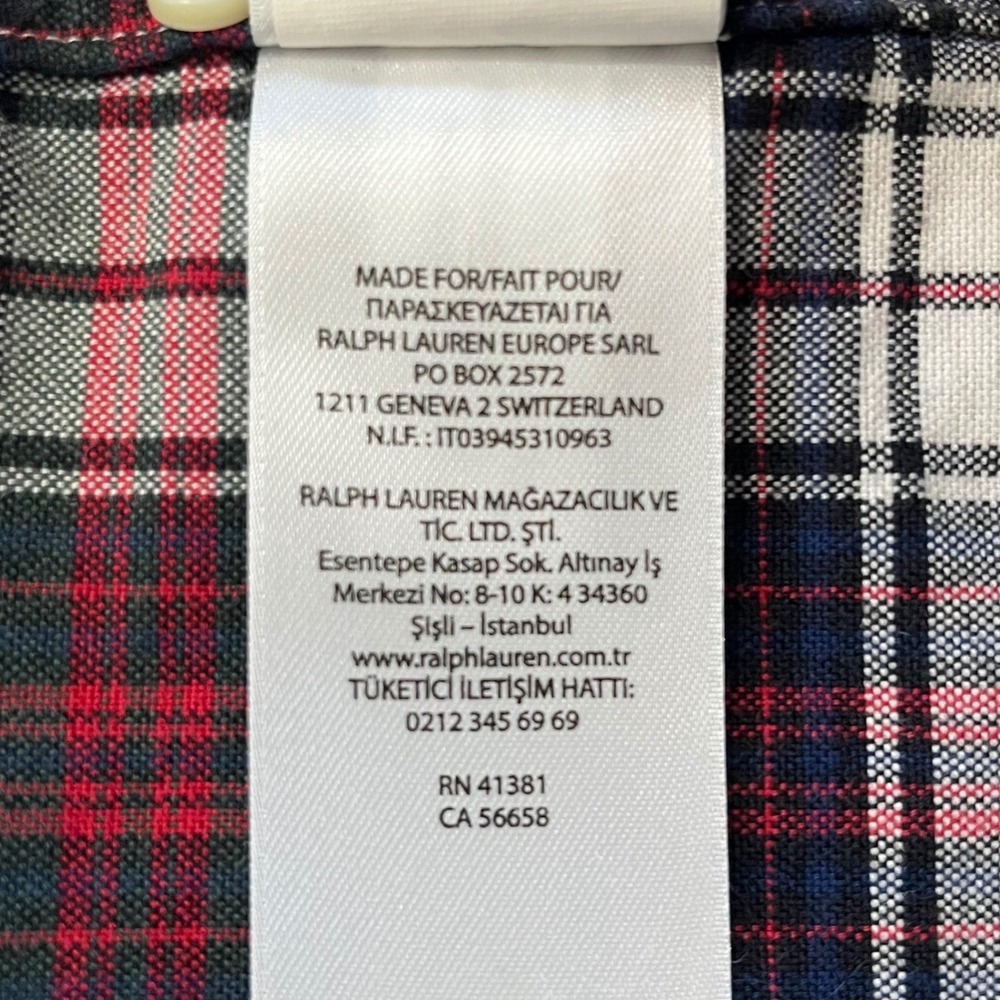 MADE FOR/FAIT POUR/
ΠΑΡΑΣΚΕΥΑΖΕΤΑΙ ΓΙΑ
RALPH LAUREN EUROPE SARL
PO BOX 2572
1211 GENEVA 2 SWITZERLAND
N.I.F. : IT03945310963
RALPH LAUREN MAĞAZACILIK VE
TİC. LTD. ŞTİ.
Esentepe Kasap Sok. Altınay İş
Merkezi No: 8-10 K: 4 34360
Şişli – İstanbul
www.ralphlauren.com.tr
TÜKETİCİ İLETİŞİM HATTI:
0212 345 69 69
RN 41381
CA 56658